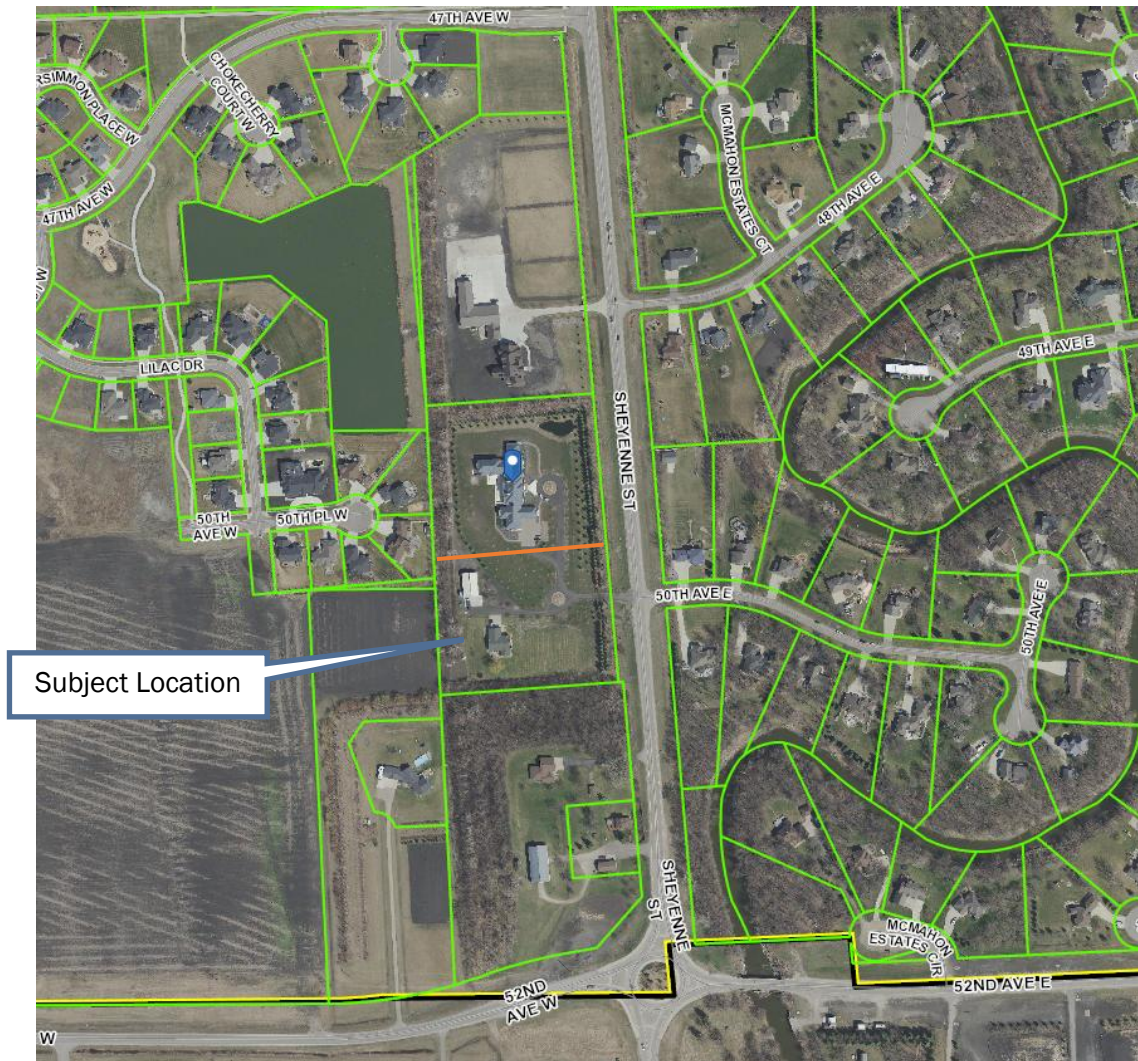 47TH AVE W
CHOKECHERRY
COURT W
RSIMMON PLACE W
47TH AVE W
MCMAHON ESTATES CT
48TH AVE E
49TH AVE E
LILAC DR
SHEYENNE ST
50TH
AVE W
50TH PL W
50TH AVE E
50TH AVE E
Subject Location
SHEYENNE
ST
MCMAHON
ESTATES CIR
52ND
AVE W
52ND AVE E
W